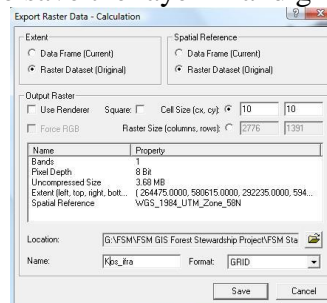 Export Raster Data - Calculation
Extent
Spatial Reference
Data Frame (Current)
Data Frame (Current)
Raster Dataset (Original)
Raster Dataset (Original)
Output Raster
Use Renderer Square: Cell Size (cx, cy): 10 10
Force RGB Raster Size (columns, rows): 2776 1391
Name Property
Bands 1
Pixel Depth 8 Bit
Uncompressed Size 3.68 MB
Extent (left, top, right, bott... ( 264475.0000, 580615.0000, 292235.0000, 594...
Spatial Reference WGS_1984_UTM_Zone_58N
Location: G:\FSM\FSM GIS Forest Stewardship Project\FSM Sta
Name: Format: GRID
Save Cancel